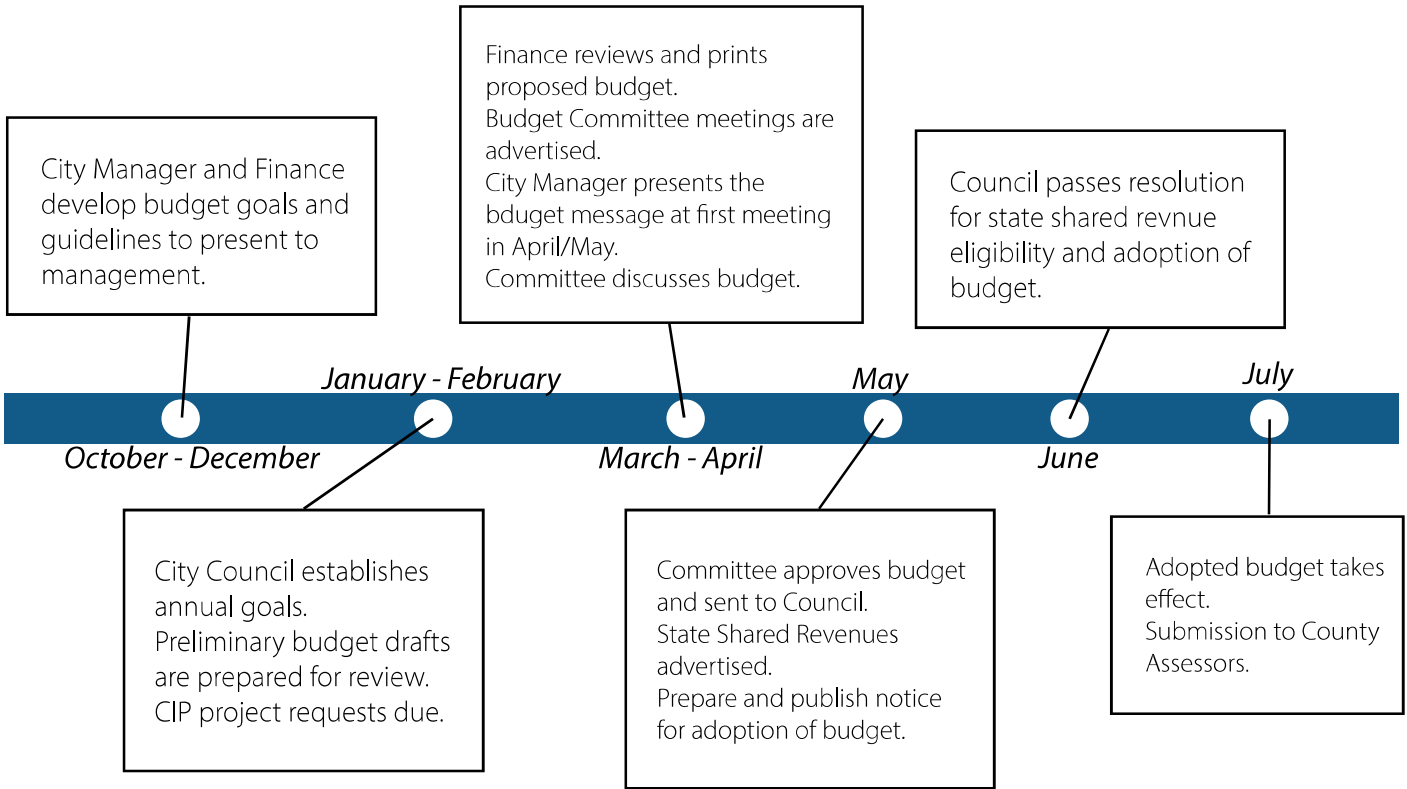 City Manager and Finance
develop budget goals and
guidelines to present to
management.
October - December
January - February
City Council establishes
annual goals.
Preliminary budget drafts
are prepared for review.
CIP project requests due.
Finance reviews and prints
proposed budget.
Budget Committee meetings are
advertised.
City Manager presents the
bduget message at first meeting
in April/May.
Committee discusses budget.
March - April
May
Committee approves budget
and sent to Council.
State Shared Revenues
advertised.
Prepare and publish notice
for adoption of budget.
Council passes resolution
for state shared revnue
eligibility and adoption of
budget.
June
July
Adopted budget takes
effect.
Submission to County
Assessors.